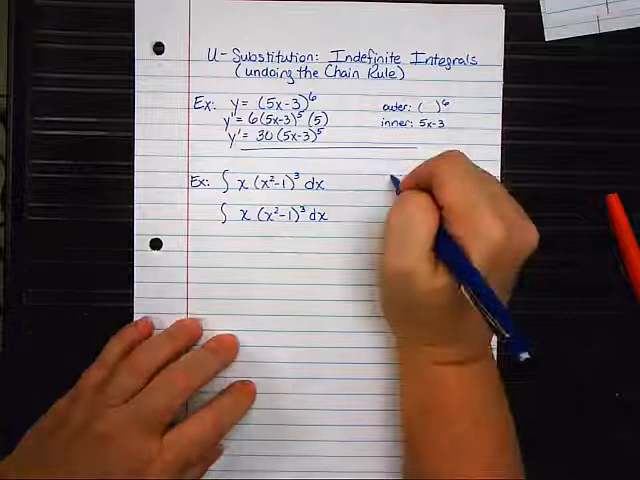 U-Substitution: Indefinite Integrals
(undoing the Chain Rule)
Ex: y = (5x-3)⁶
outer: ( )⁶
y' = 6(5x-3)⁵ (5)
inner: 5x-3
y' = 30(5x-3)⁵
Ex: ∫ x (x²-1)³ dx
∫ x (x²-1)³ dx